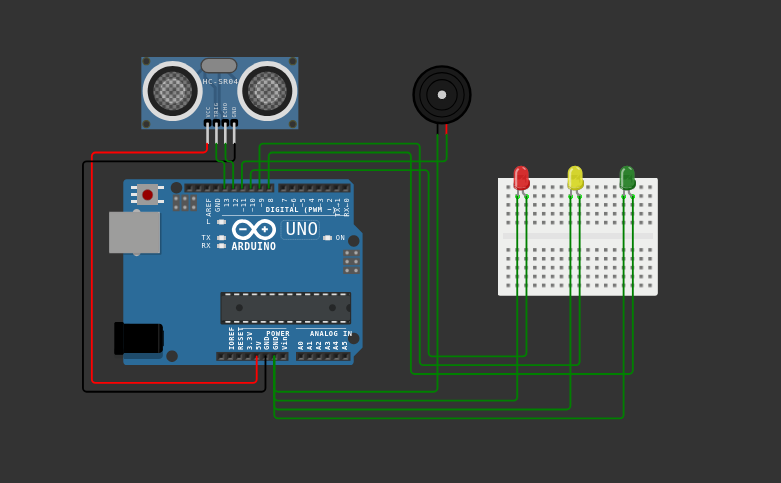 HC-SR04
VCC
TRIG
ECHO
GND
AREF
GND
13
12
~11
~10
~9
8
7
~6
~5
4
~3
2
TX→1
RX←0
DIGITAL (PWM ~)
L
TX
RX
UNO
ON
ARDUINO
IOREF
RESET
3.3V
5V
GND
GND
Vin
POWER
ANALOG IN
A0
A1
A2
A3
A4
A5